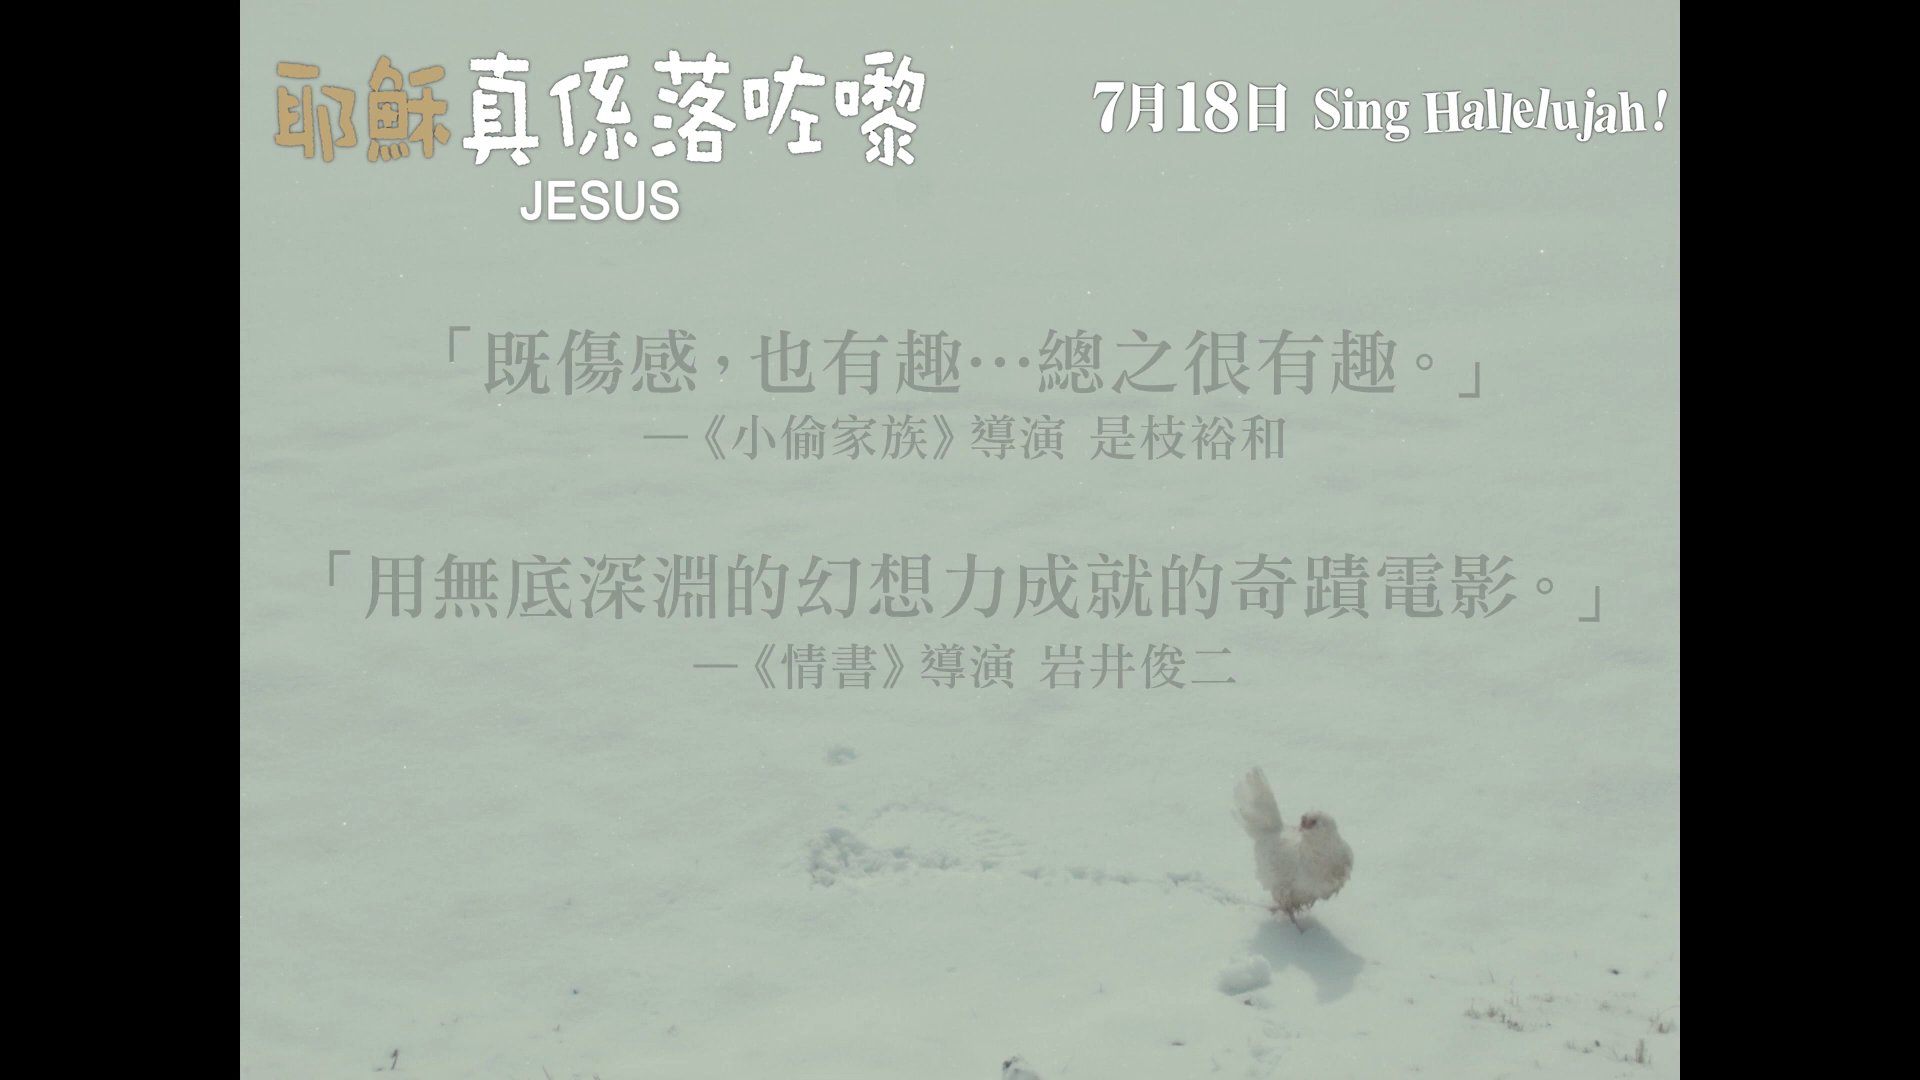 耶穌真係落咗嚟
JESUS
7月18日 Sing Hallelujah!
「既傷感，也有趣…總之很有趣。」
—《小偷家族》導演 是枝裕和
「用無底深淵的幻想力成就的奇蹟電影。」
—《情書》導演 岩井俊二